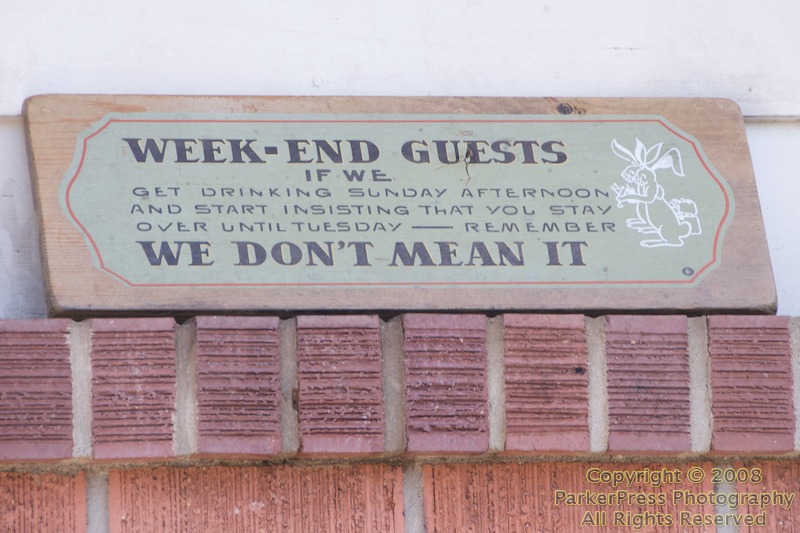 WEEK-END GUESTS
IF WE
GET DRINKING SUNDAY AFTERNOON
AND START INSISTING THAT YOU STAY
OVER UNTIL TUESDAY — REMEMBER
WE DON'T MEAN IT
Copyright © 2008
ParkerPress Photography
All Rights Reserved